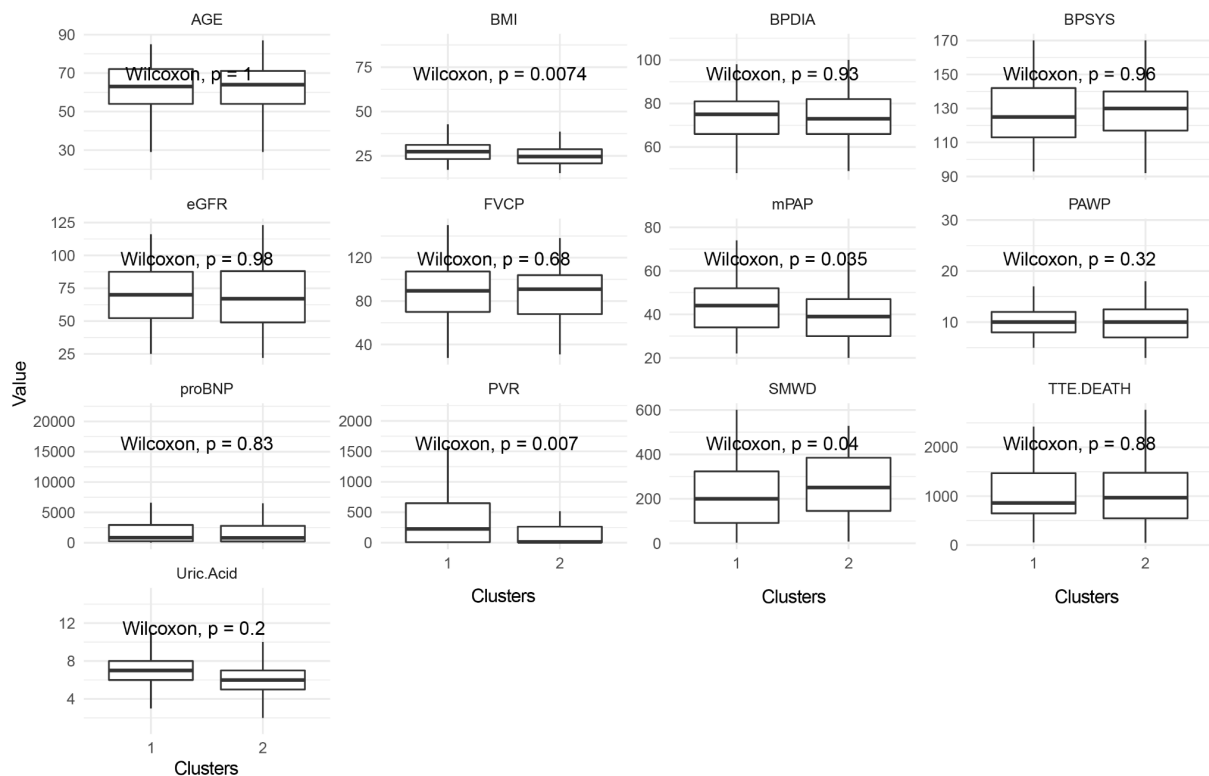 AGE
BMI
BPDIA
BPSYS
90
70
50
30
Wilcoxon, p = 1
75
50
25
Wilcoxon, p = 0.0074
100
80
60
Wilcoxon, p = 0.93
170
150
130
110
90
Wilcoxon, p = 0.96
eGFR
FVCP
mPAP
PAWP
125
100
75
50
25
Wilcoxon, p = 0.98
120
80
40
Wilcoxon, p = 0.68
80
60
40
20
Wilcoxon, p = 0.035
30
20
10
Wilcoxon, p = 0.32
Value
proBNP
PVR
SMWD
TTE.DEATH
20000
15000
10000
5000
0
Wilcoxon, p = 0.83
2000
1500
1000
500
0
Wilcoxon, p = 0.007
1
2
Clusters
600
400
200
0
Wilcoxon, p = 0.04
1
2
Clusters
2000
1000
0
Wilcoxon, p = 0.88
1
2
Clusters
Uric.Acid
12
8
4
Wilcoxon, p = 0.2
1
2
Clusters